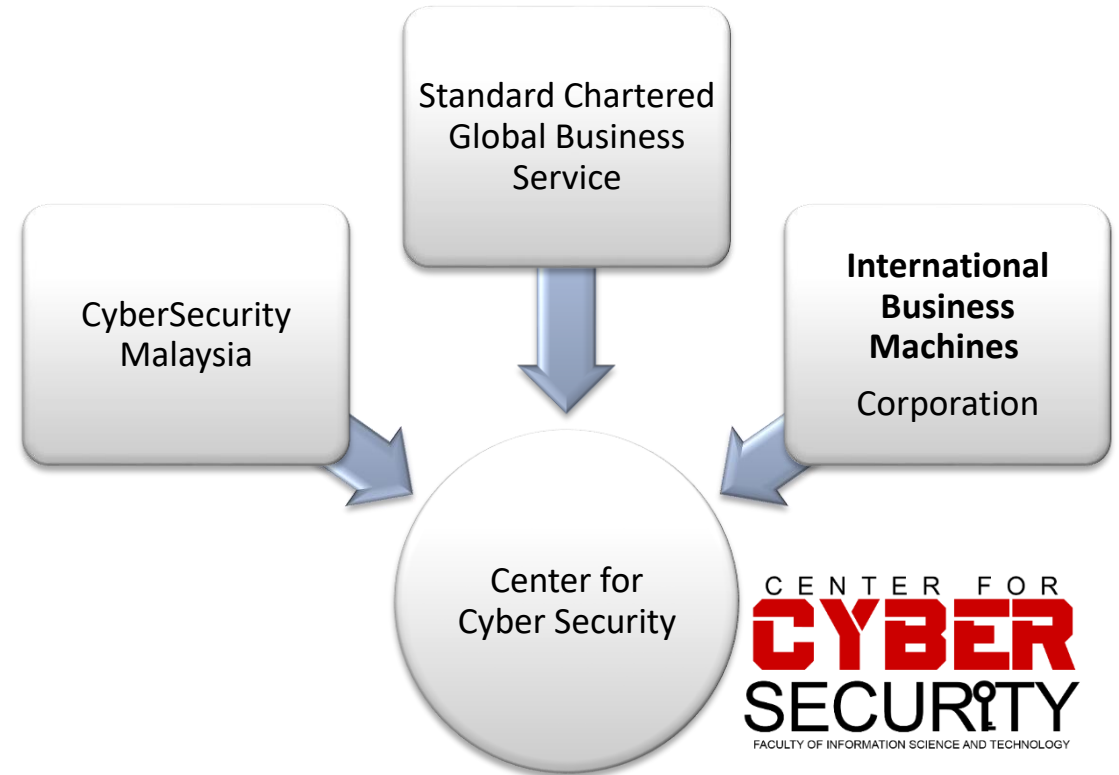 Standard Chartered
Global Business
Service
CyberSecurity
Malaysia
International
Business
Machines
Corporation
Center for
Cyber Security
CENTER FOR
CYBER
SECURITY
FACULTY OF INFORMATION SCIENCE AND TECHNOLOGY